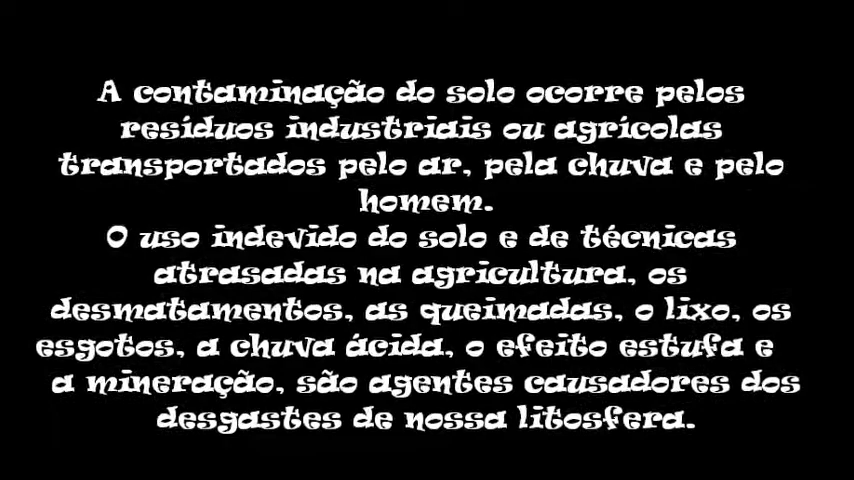 A contaminação do solo ocorre pelos
resíduos industriais ou agrícolas
transportados pelo ar, pela chuva e pelo
homem.
O uso indevido do solo e de técnicas
atrasadas na agricultura, os
desmatamentos, as queimadas, o lixo, os
esgotos, a chuva ácida, o efeito estufa e
a mineração, são agentes causadores dos
desgastes de nossa litosfera.